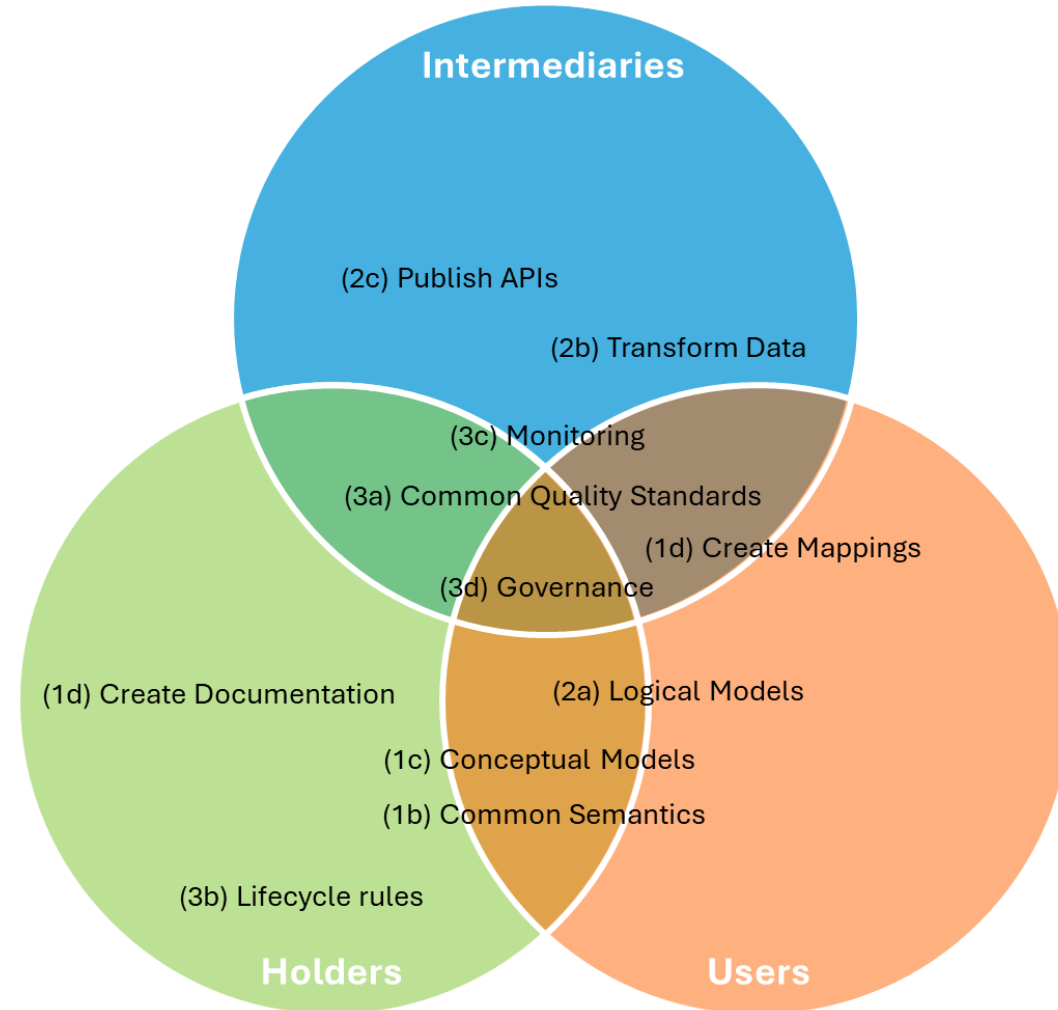 Intermediaries
(2c) Publish APIs
(2b) Transform Data
(3c) Monitoring
(3a) Common Quality Standards
(1d) Create Mappings
(3d) Governance
(1d) Create Documentation
(2a) Logical Models
(1c) Conceptual Models
(1b) Common Semantics
(3b) Lifecycle rules
Holders
Users